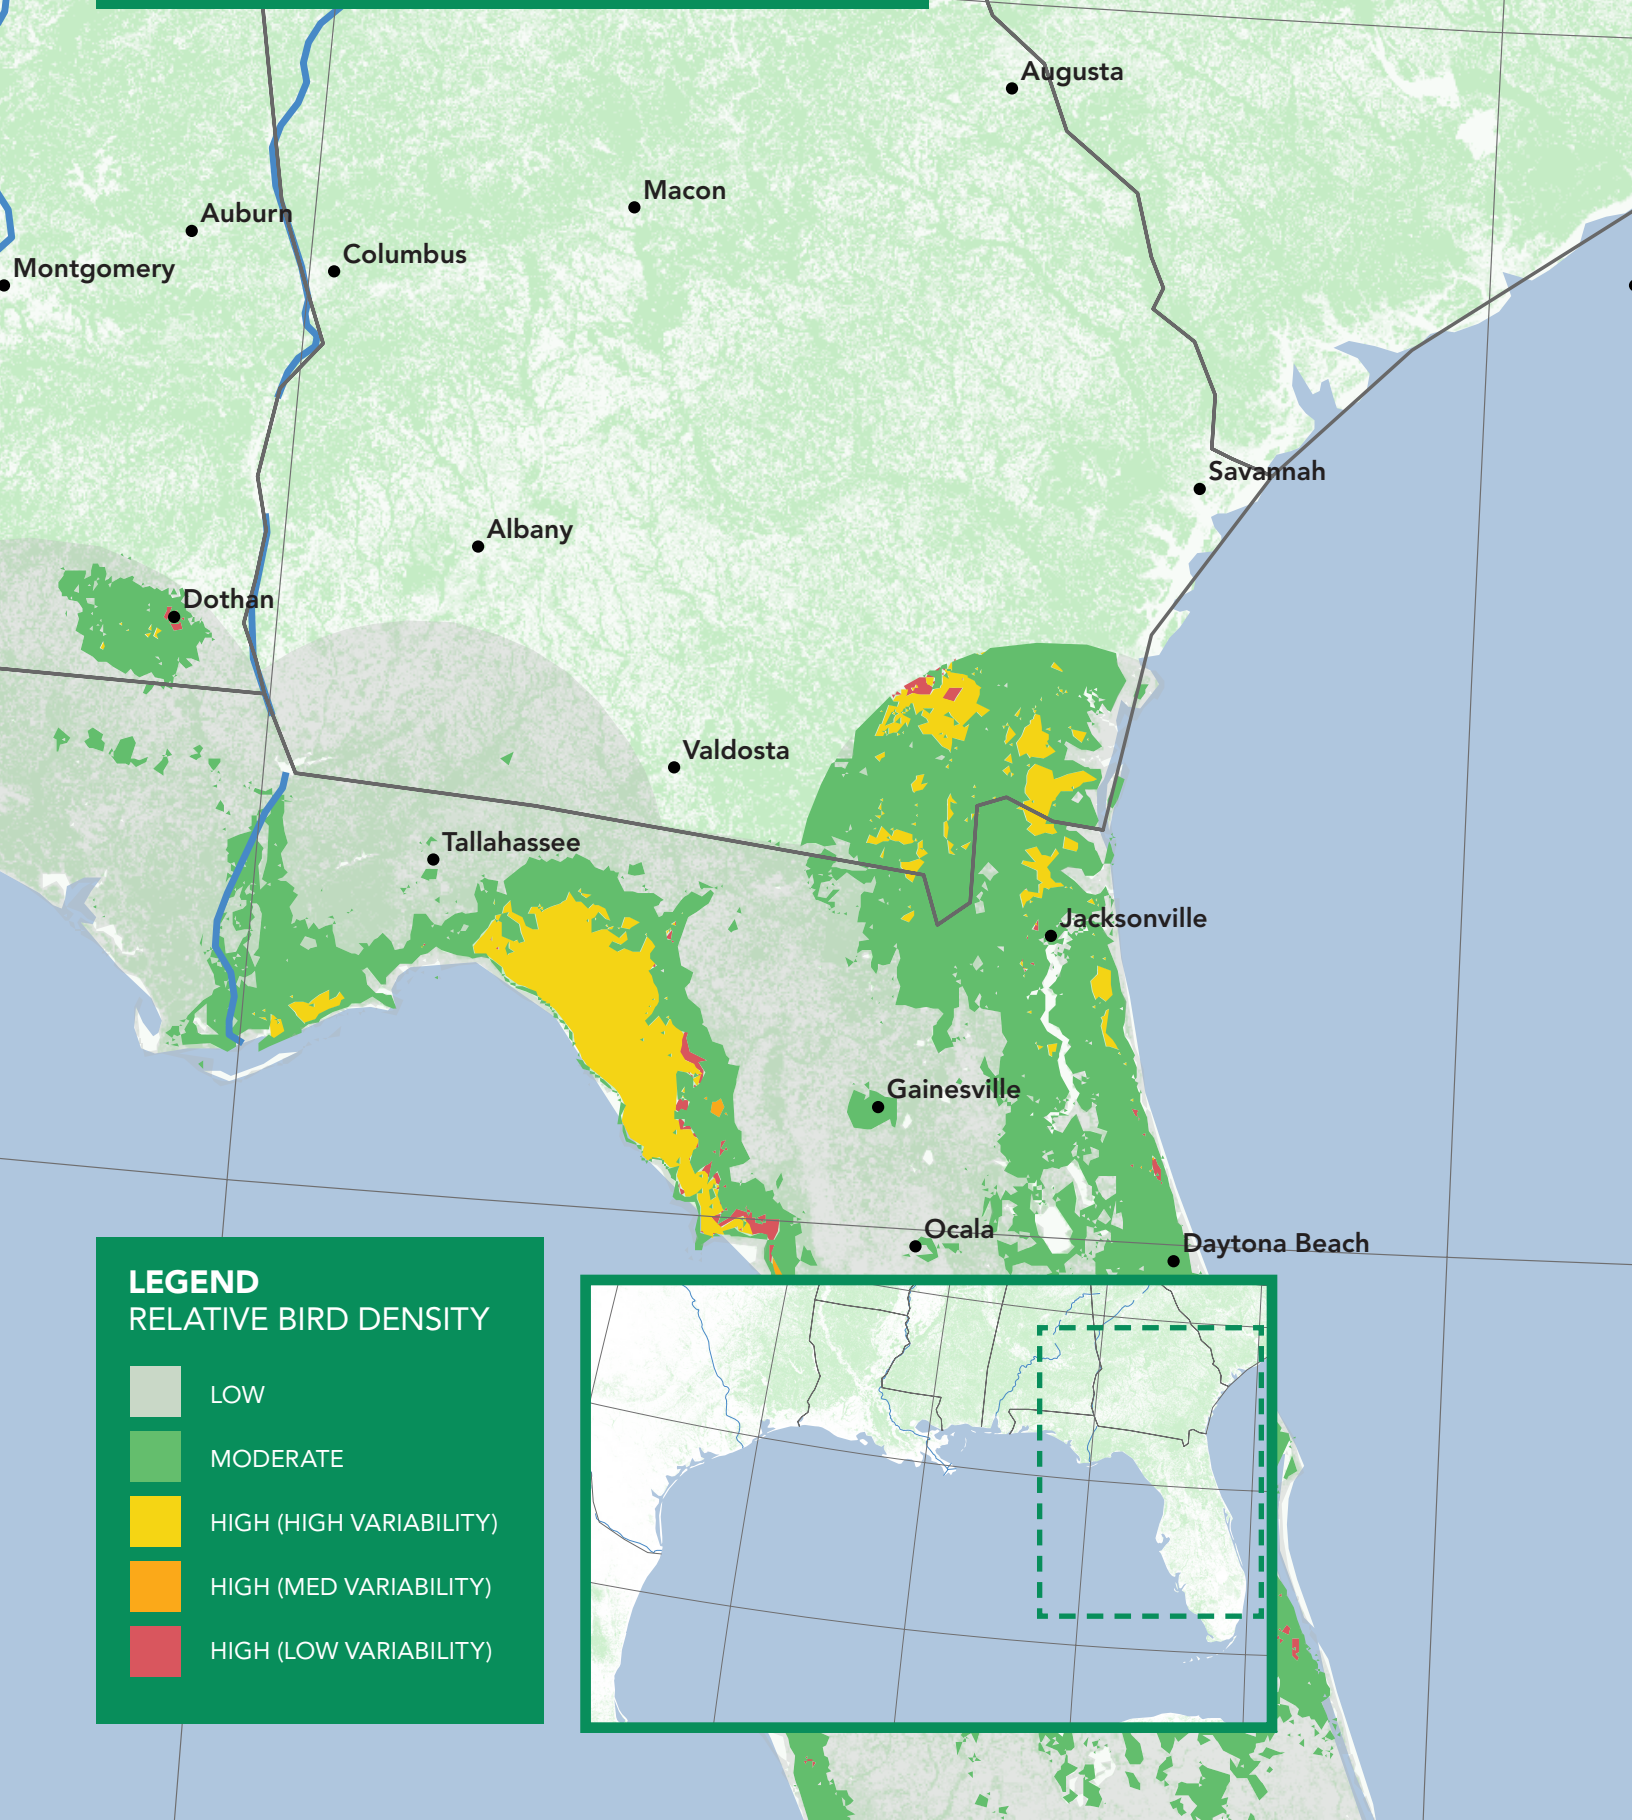 Augusta
Macon
Auburn
Columbus
Montgomery
Savannah
Albany
Dothan
Valdosta
Tallahassee
Jacksonville
Gainesville
Ocala
Daytona Beach
LEGEND
RELATIVE BIRD DENSITY
LOW
MODERATE
HIGH (HIGH VARIABILITY)
HIGH (MED VARIABILITY)
HIGH (LOW VARIABILITY)